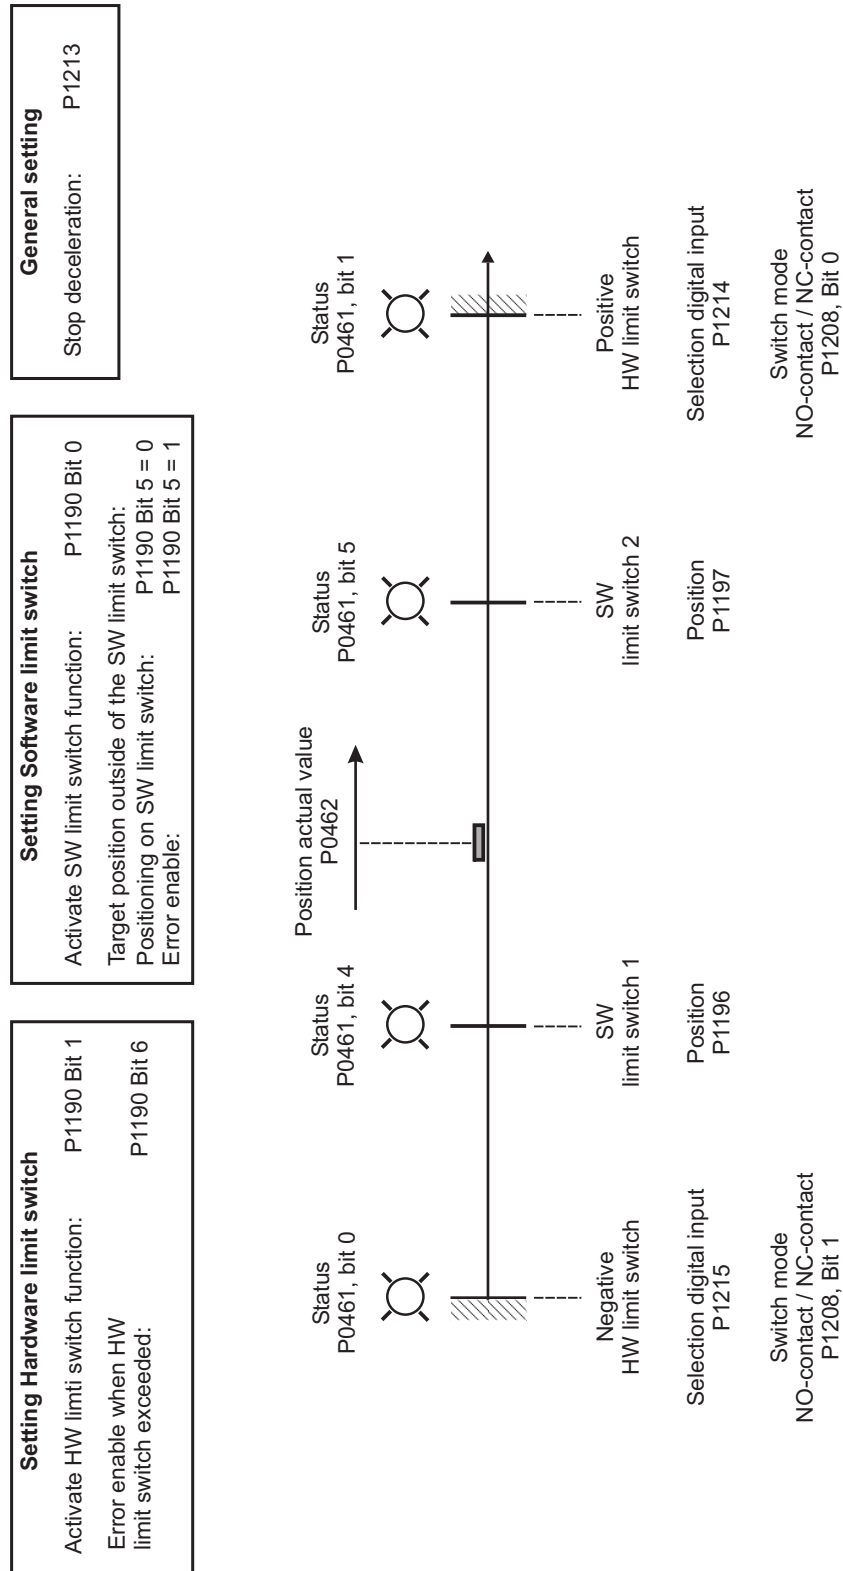 Setting Hardware limit switch
Activate HW limti switch function: P1190 Bit 1
Error enable when HW
limit switch exceeded: P1190 Bit 6
Setting Software limit switch
Activate SW limit switch function: P1190 Bit 0
Target position outside of the SW limit switch:
Positioning on SW limit switch: P1190 Bit 5 = 0
Error enable: P1190 Bit 5 = 1
General setting
Stop deceleration: P1213
Position actual value
P0462
Status
P0461, bit 0
Status
P0461, bit 4
Status
P0461, bit 5
Status
P0461, bit 1
Negative
HW limit switch
Selection digital input
P1215
Switch mode
NO-contact / NC-contact
P1208, Bit 1
SW
limit switch 1
Position
P1196
SW
limit switch 2
Position
P1197
Positive
HW limit switch
Selection digital input
P1214
Switch mode
NO-contact / NC-contact
P1208, Bit 0